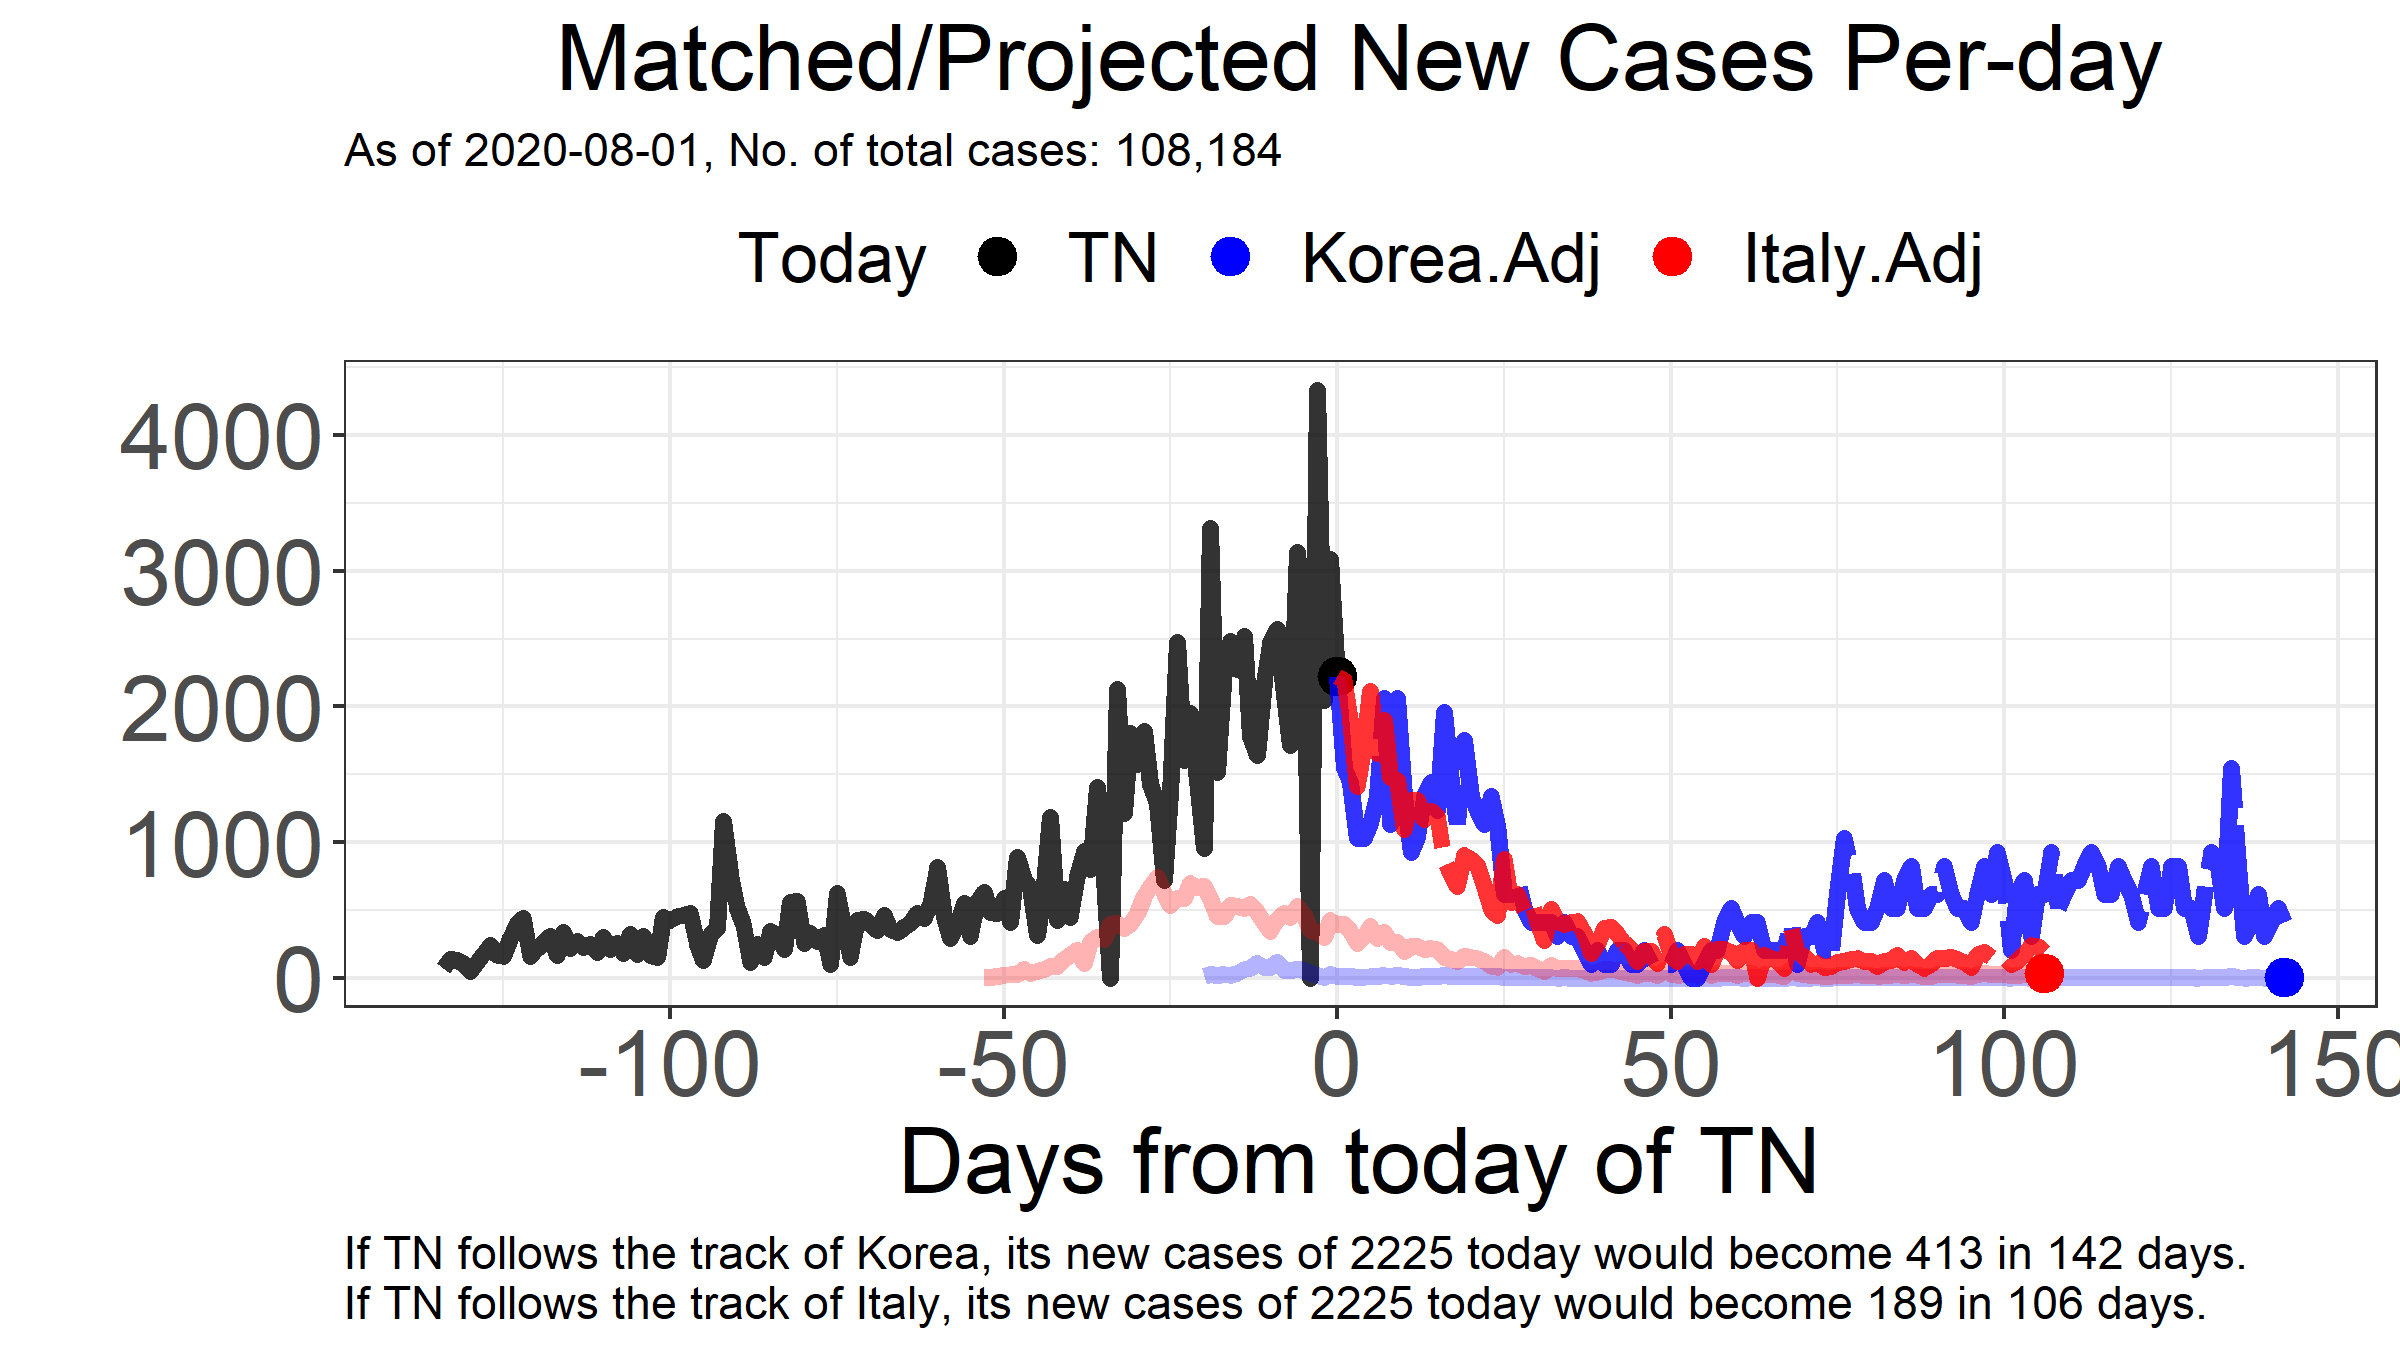 Matched/Projected New Cases Per-day
As of 2020-08-01, No. of total cases: 108,184
Today TN Korea.Adj Italy.Adj
4000
3000
2000
1000
0
-100 -50 0 50 100 150
Days from today of TN
If TN follows the track of Korea, its new cases of 2225 today would become 413 in 142 days.
If TN follows the track of Italy, its new cases of 2225 today would become 189 in 106 days.